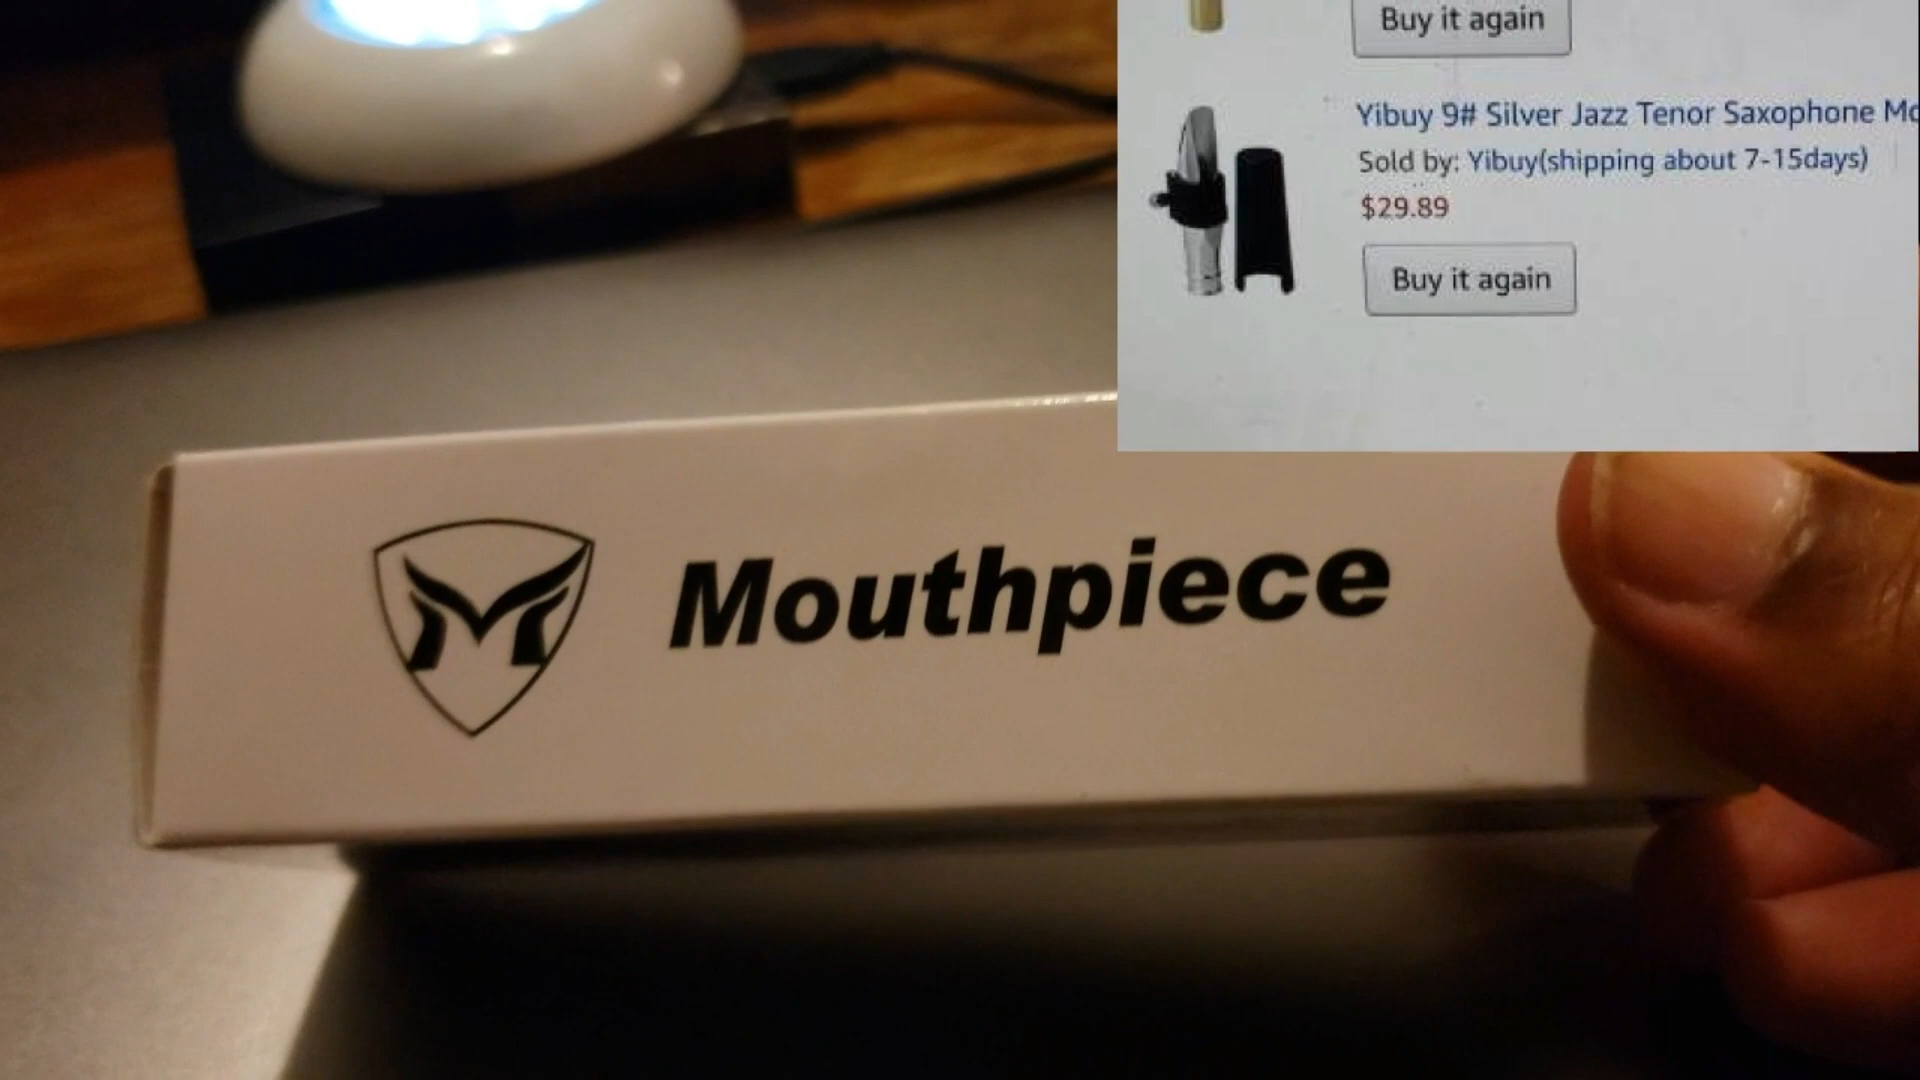 Buy it again
Yibuy 9# Silver Jazz Tenor Saxophone
Sold by: Yibuy(shipping about 7-15days)
$29.89
Buy it again
Mouthpiece